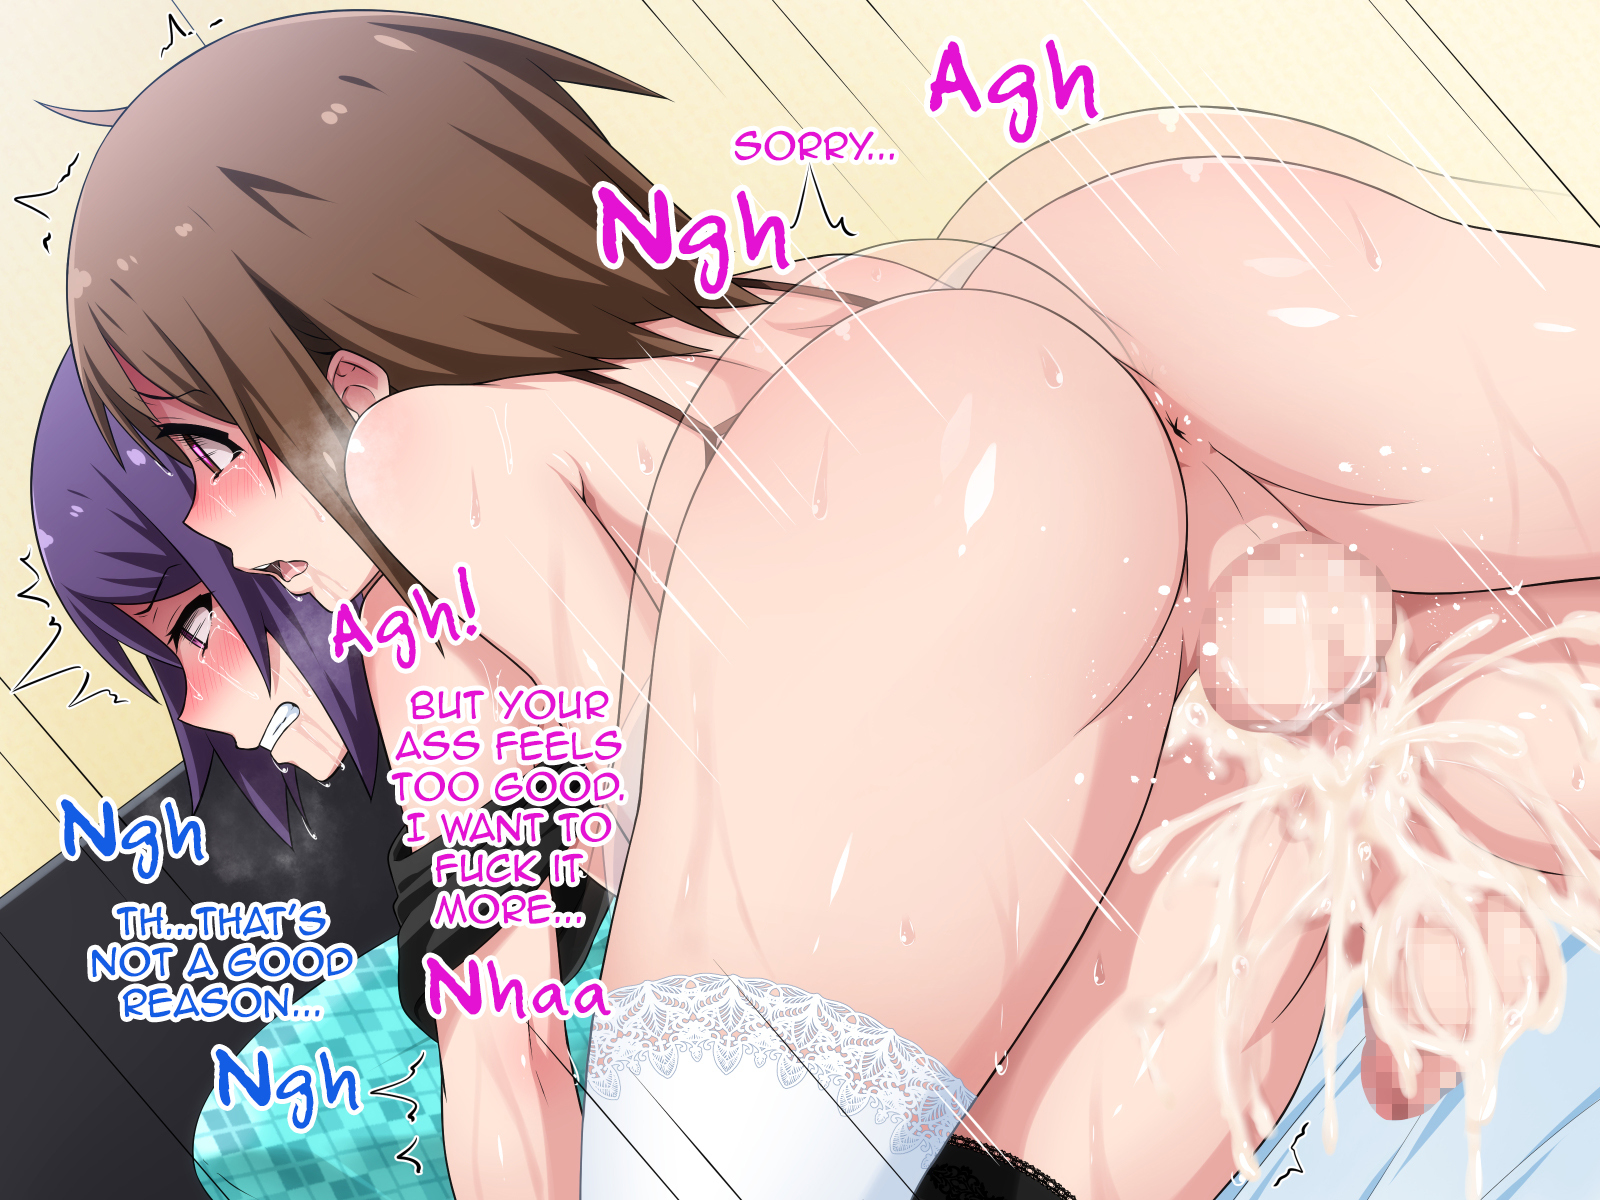 Agh
SORRY...
Ngh
Agh!
BUT YOUR
ASS FEELS
TOO GOOD.
I WANT TO
FUCK IT
MORE...
Nhaa
Ngh
TH...THAT'S
NOT A GOOD
REASON...
Ngh